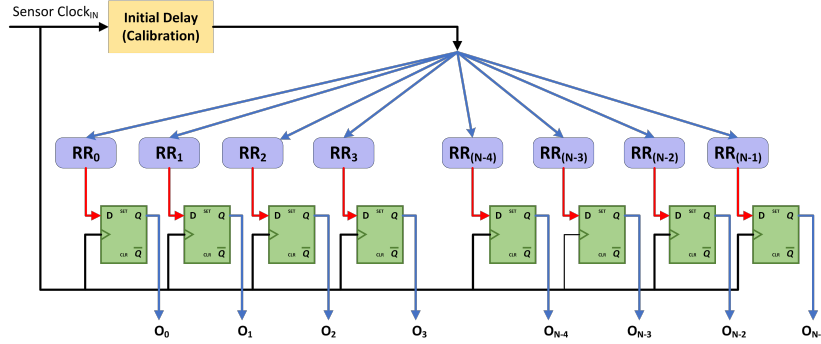 Sensor Clock_IN
Initial Delay
(Calibration)
RR_0 RR_1 RR_2 RR_3 RR_(N-4) RR_(N-3) RR_(N-2) RR_(N-1)
SET SET SET SET SET SET SET SET
D Q D Q D Q D Q D Q D Q D Q D Q
CLR Q̅ CLR Q̅ CLR Q̅ CLR Q̅ CLR Q̅ CLR Q̅ CLR Q̅ CLR Q̅
O_0 O_1 O_2 O_3 O_N-4 O_N-3 O_N-2 O_N-